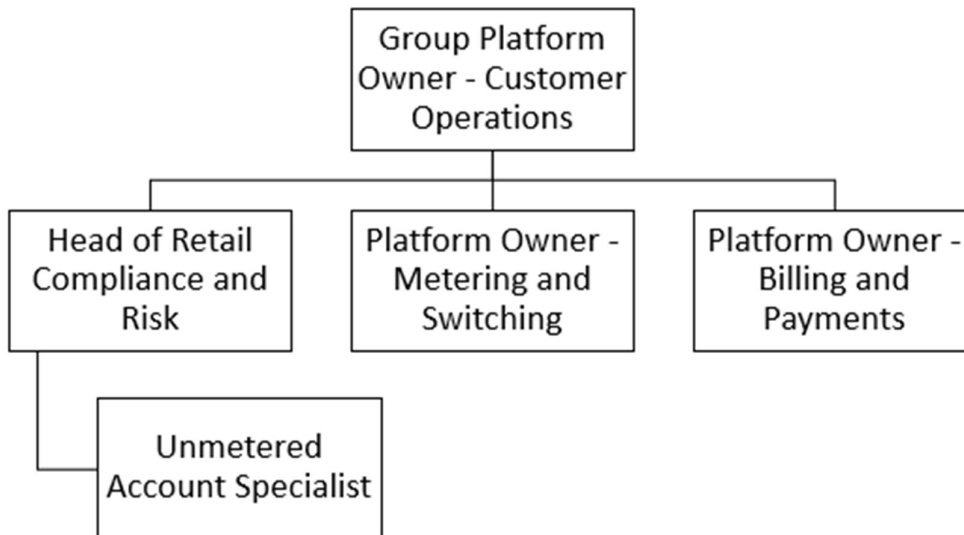 Group Platform
Owner - Customer
Operations
Head of Retail
Compliance and
Risk
Platform Owner -
Metering and
Switching
Platform Owner -
Billing and
Payments
Unmetered
Account Specialist